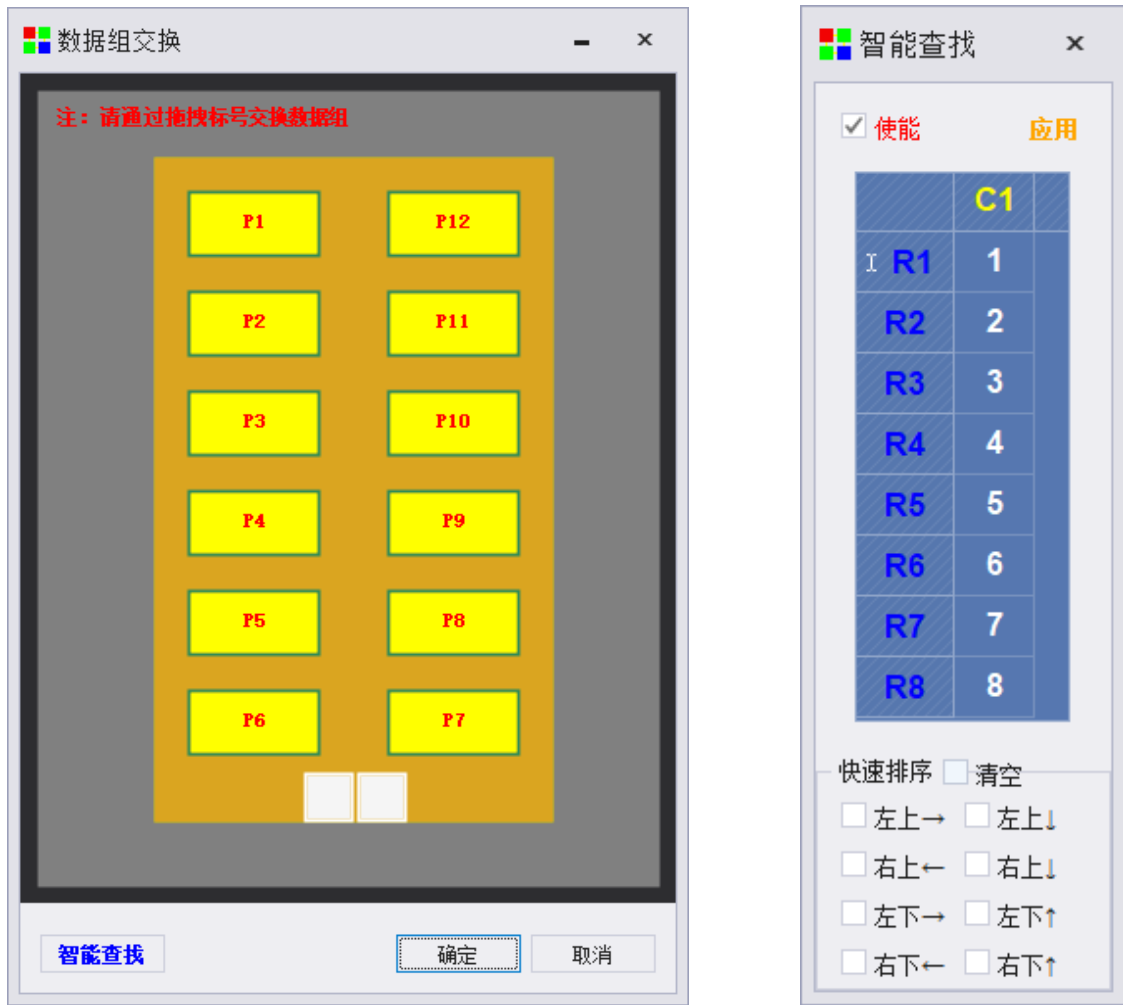 数据组交换
注：请通过拖拽标号交换数据组
P1 P12
P2 P11
P3 P10
P4 P9
P5 P8
P6 P7
智能查找 确定 取消
智能查找
使能 应用
C1
R1 1
R2 2
R3 3
R4 4
R5 5
R6 6
R7 7
R8 8
快速排序 清空
左上→ 左上↓
右上← 右上↓
左下→ 左下↑
右下← 右下↑